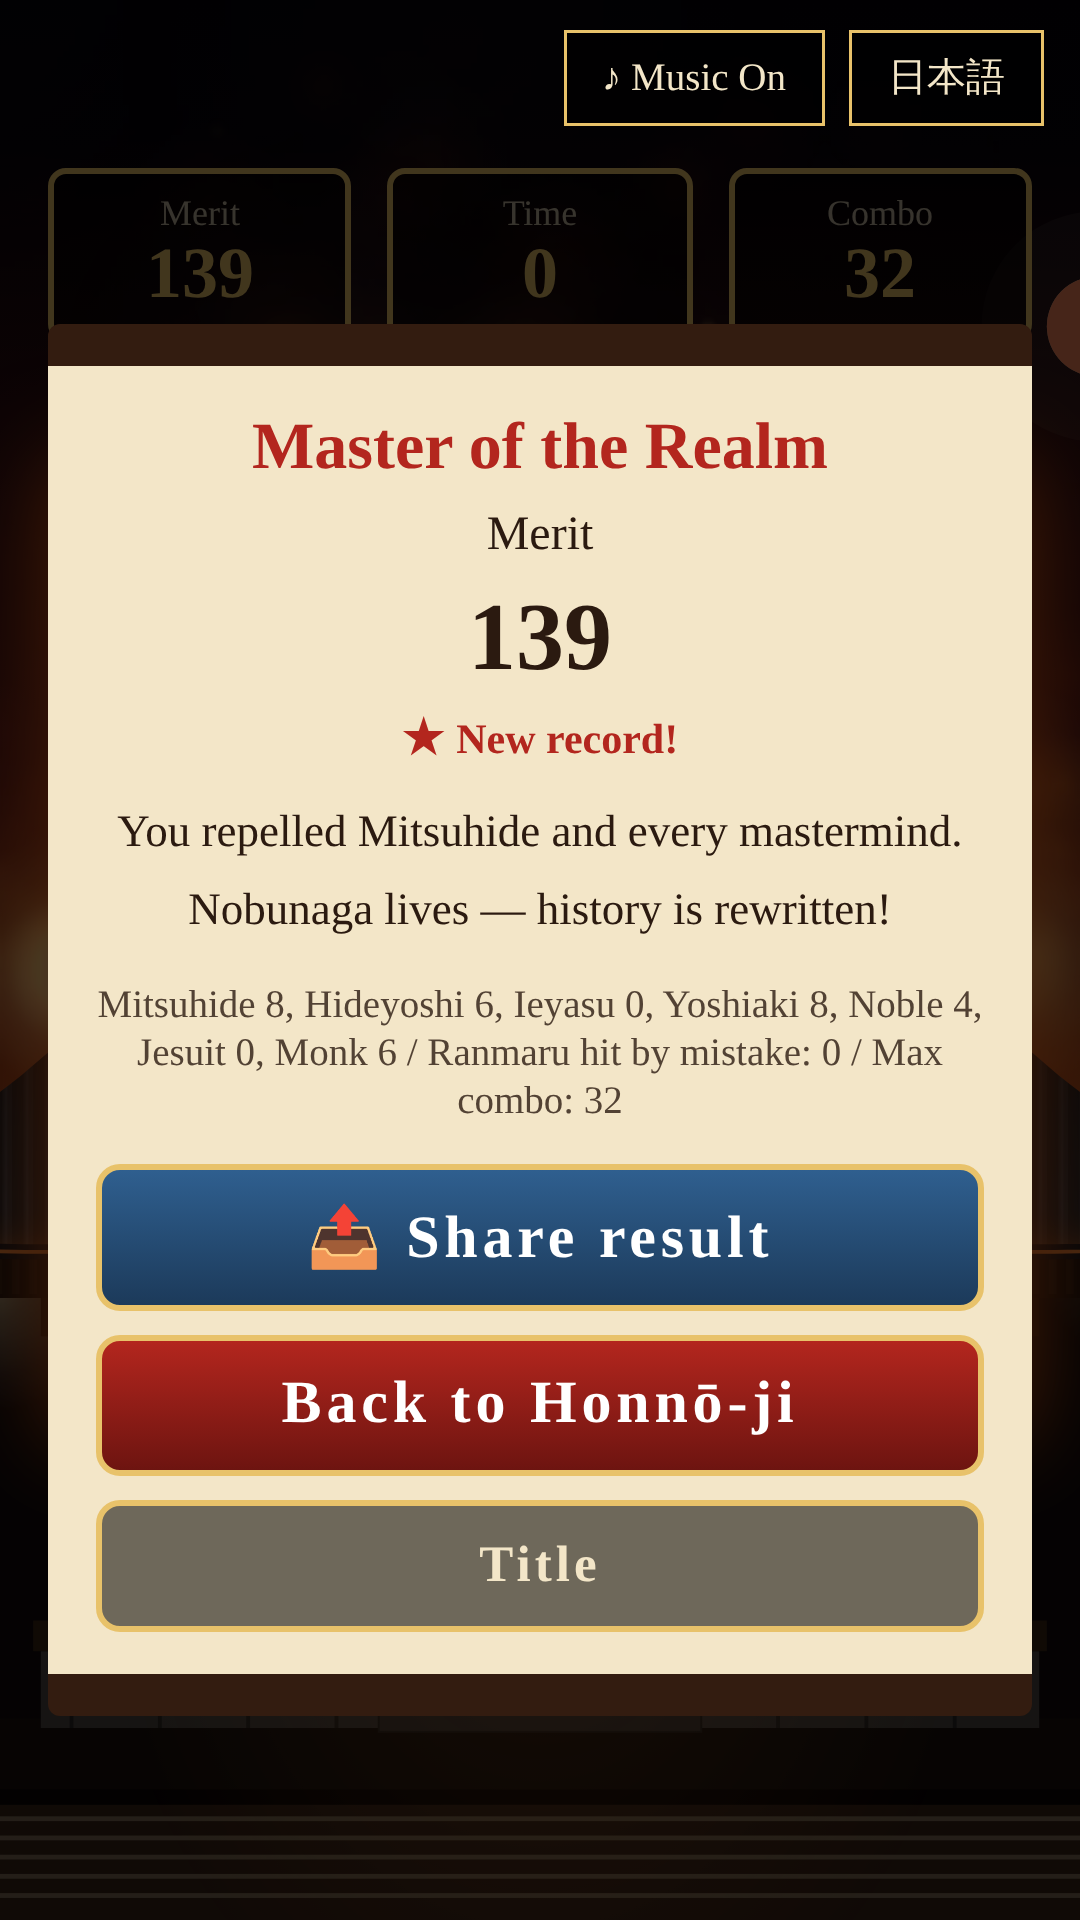 ♪ Music On
日本語
Merit
139
Time
0
Combo
32
Master of the Realm
Merit
139
★ New record!
You repelled Mitsuhide and every mastermind.
Nobunaga lives — history is rewritten!
Mitsuhide 8, Hideyoshi 6, Ieyasu 0, Yoshiaki 8, Noble 4,
Jesuit 0, Monk 6 / Ranmaru hit by mistake: 0 / Max
combo: 32
📤 Share result
Back to Honnō-ji
Title